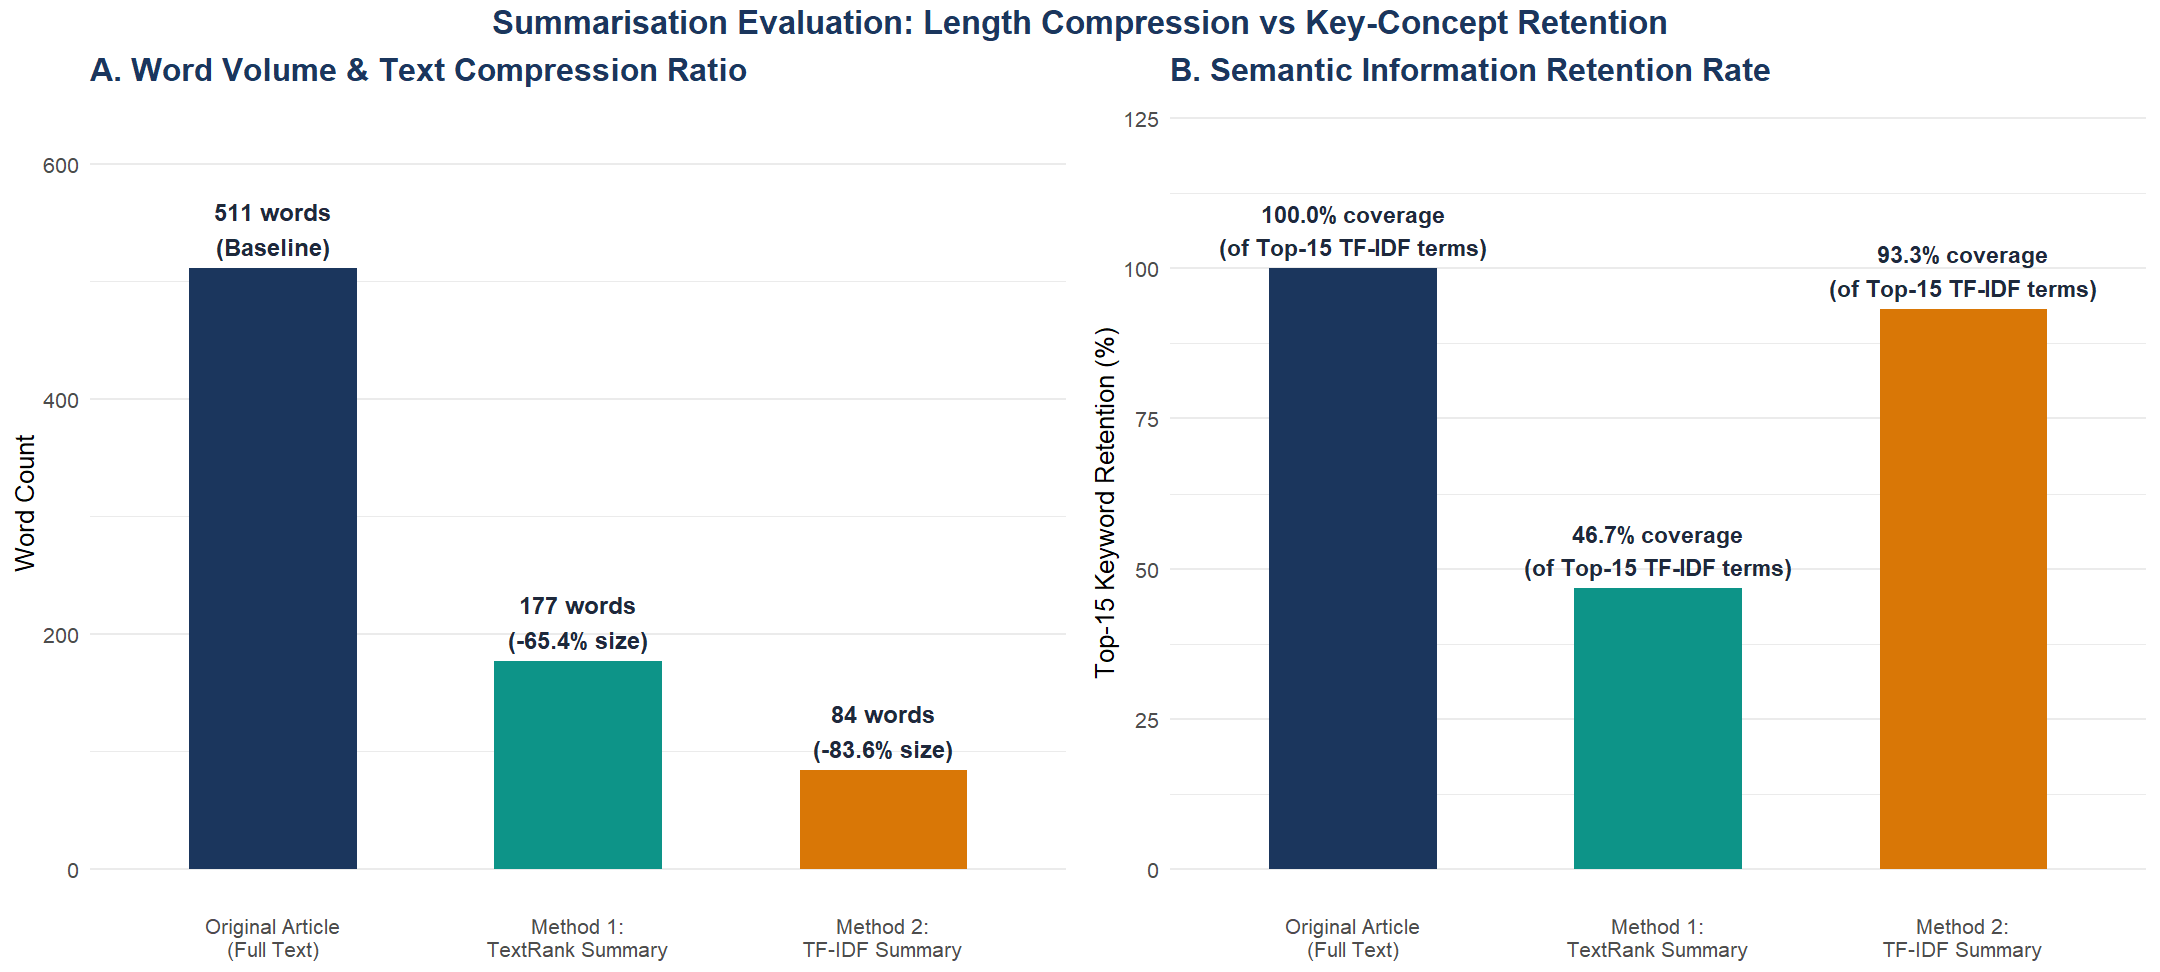 Summarisation Evaluation: Length Compression vs Key-Concept Retention
A. Word Volume & Text Compression Ratio
Word Count
600
400
200
0
511 words
(Baseline)
177 words
(-65.4% size)
84 words
(-83.6% size)
Original Article
(Full Text)
Method 1:
TextRank Summary
Method 2:
TF-IDF Summary
B. Semantic Information Retention Rate
Top-15 Keyword Retention (%)
125
100
75
50
25
0
100.0% coverage
(of Top-15 TF-IDF terms)
46.7% coverage
(of Top-15 TF-IDF terms)
93.3% coverage
(of Top-15 TF-IDF terms)
Original Article
(Full Text)
Method 1:
TextRank Summary
Method 2:
TF-IDF Summary